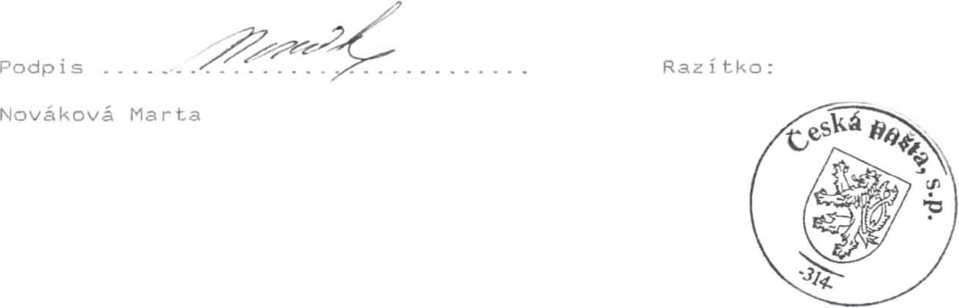 Podpis ................................ Razítko:
Nováková Marta
Česká pošta, s.p.
-314-